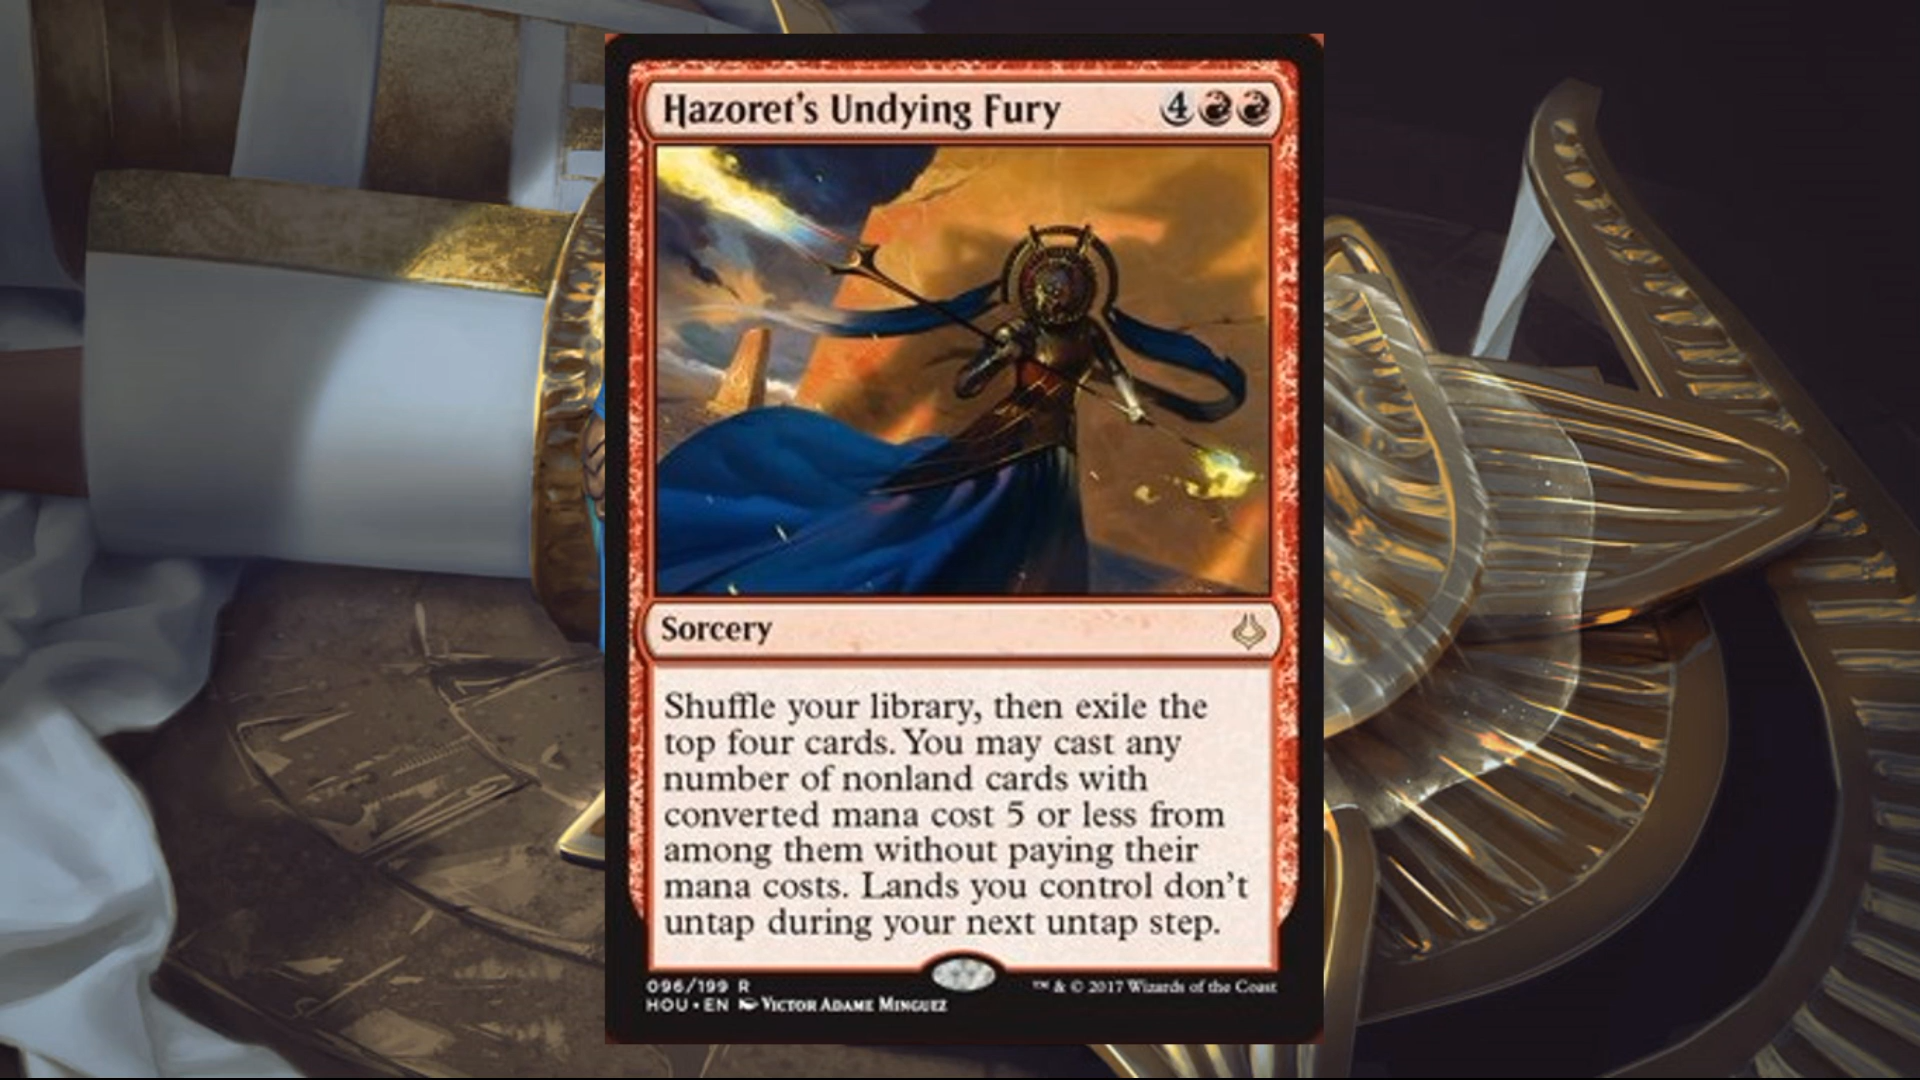 Hazoret's Undying Fury 4
Sorcery
Shuffle your library, then exile the
top four cards. You may cast any
number of nonland cards with
converted mana cost 5 or less from
among them without paying their
mana costs. Lands you control don't
untap during your next untap step.
096/199 R
HOU • EN Victor Adame Minguez
™ & © 2017 Wizards of the Coast